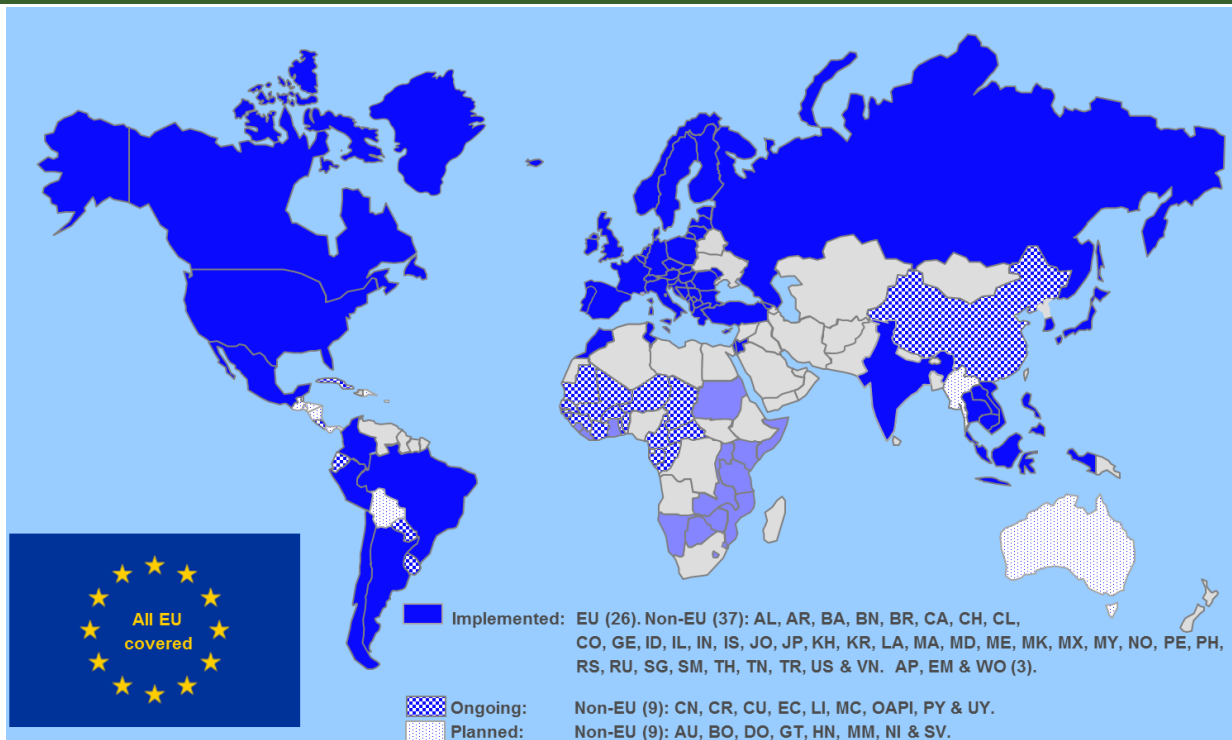 All EU
covered
Implemented: EU (26). Non-EU (37): AL, AR, BA, BN, BR, CA, CH, CL,
CO, GE, ID, IL, IN, IS, JO, JP, KH, KR, LA, MA, MD, ME, MK, MX, MY, NO, PE, PH,
RS, RU, SG, SM, TH, TN, TR, US & VN. AP, EM & WO (3).
Ongoing: Non-EU (9): CN, CR, CU, EC, LI, MC, OAPI, PY & UY.
Planned: Non-EU (9): AU, BO, DO, GT, HN, MM, NI & SV.